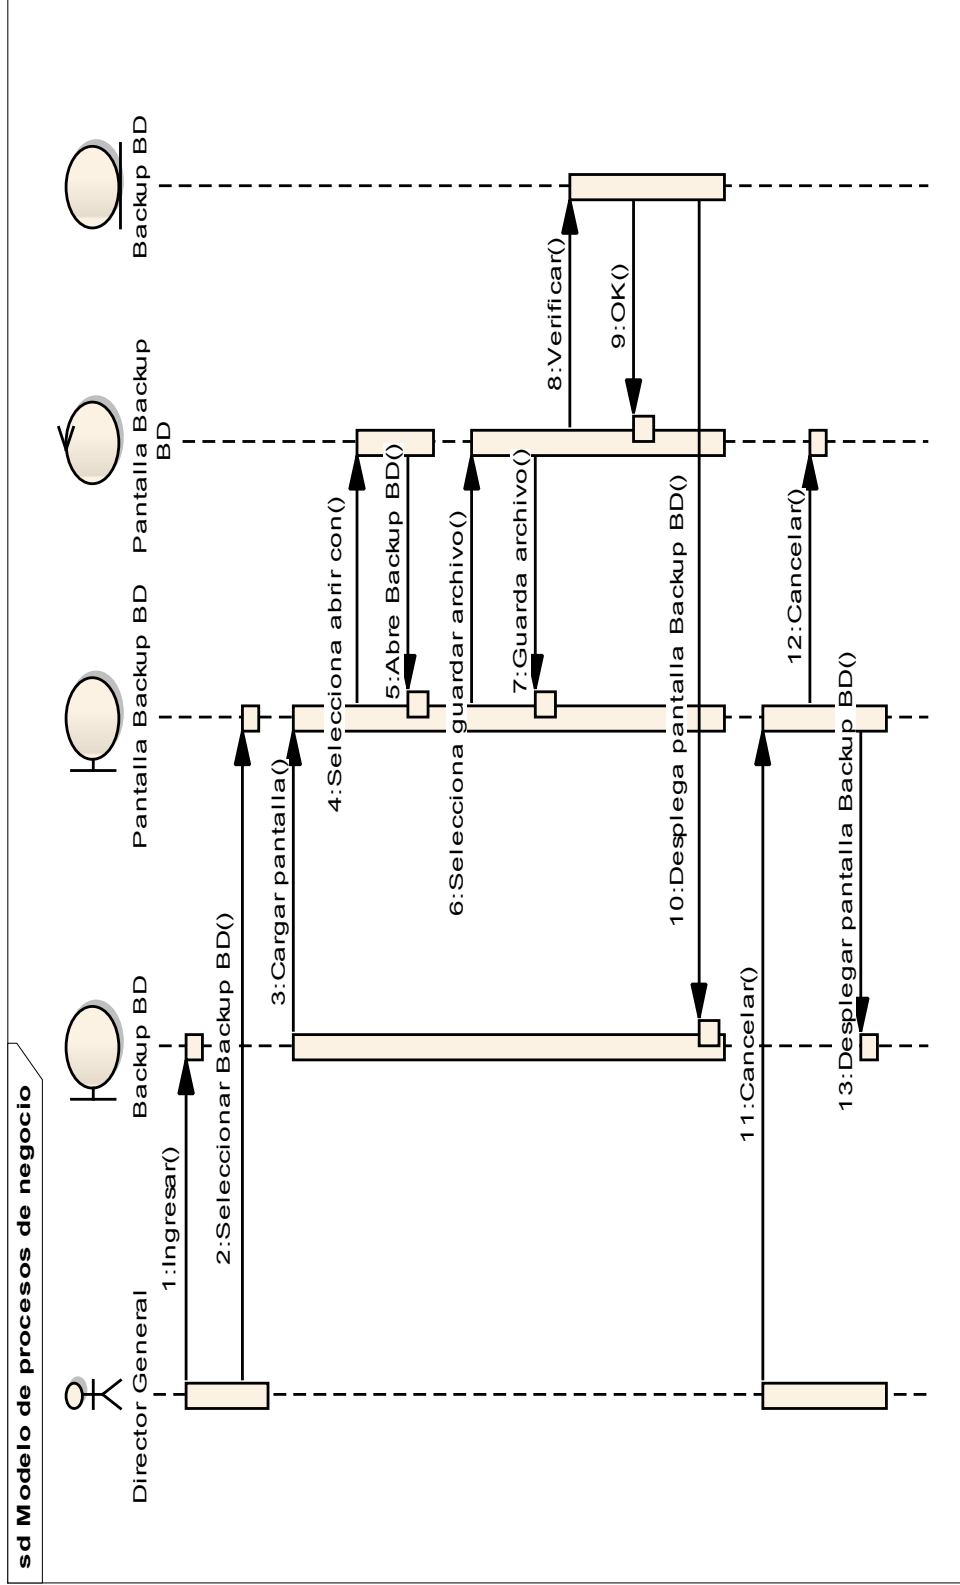 sd Modelo de procesos de negocio
Director General
Backup BD
Pantalla Backup BD
Pantalla Backup
BD
Backup BD
1:Ingresar()
2:Seleccionar Backup BD()
3:Cargar pantalla()
4:Selecciona abrir con()
5:Abre Backup BD()
6:Selecciona guardar archivo()
7:Guarda archivo()
8:Verificar()
9:OK()
10:Desplega pantalla Backup BD()
11:Cancelar()
12:Cancelar()
13:Desplegar pantalla Backup BD()